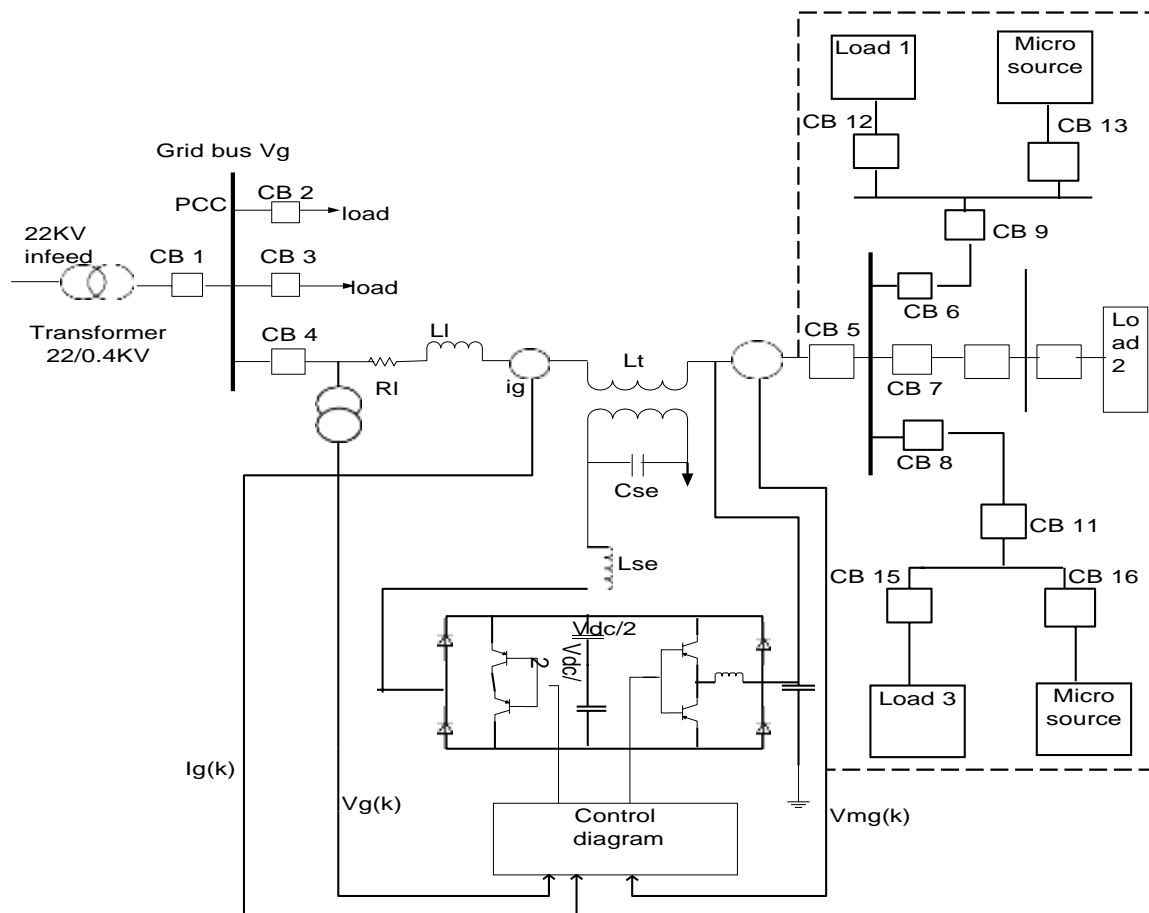 Load 1
Micro
source
CB 12
CB 13
Grid bus Vg
CB 2
PCC
load
22KV
infeed
CB 1
CB 3
load
CB 9
CB 6
Transformer
22/0.4KV
CB 4
Ll
Rl
ig
Lt
CB 5
CB 7
Lo
ad
2
CB 8
Cse
CB 11
Lse
CB 15
CB 16
Vdc/2
Vdc/
2
Load 3
Micro
source
Ig(k)
Vg(k)
Control
diagram
Vmg(k)